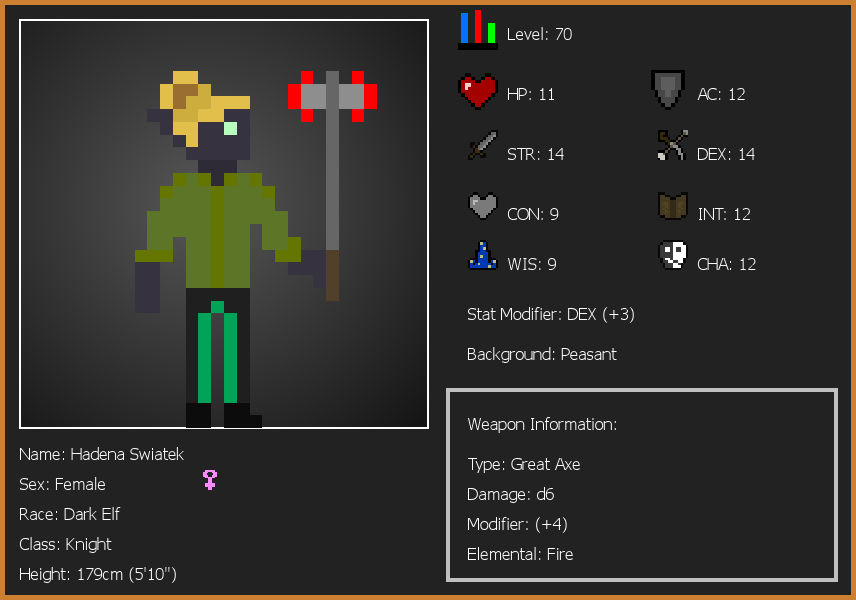 Level: 70
HP: 11
AC: 12
STR: 14
DEX: 14
CON: 9
INT: 12
WIS: 9
CHA: 12
Stat Modifier: DEX (+3)
Background: Peasant
Weapon Information:
Type: Great Axe
Damage: d6
Modifier: (+4)
Elemental: Fire
Name: Hadena Swiatek
Sex: Female
Race: Dark Elf
Class: Knight
Height: 179cm (5'10")